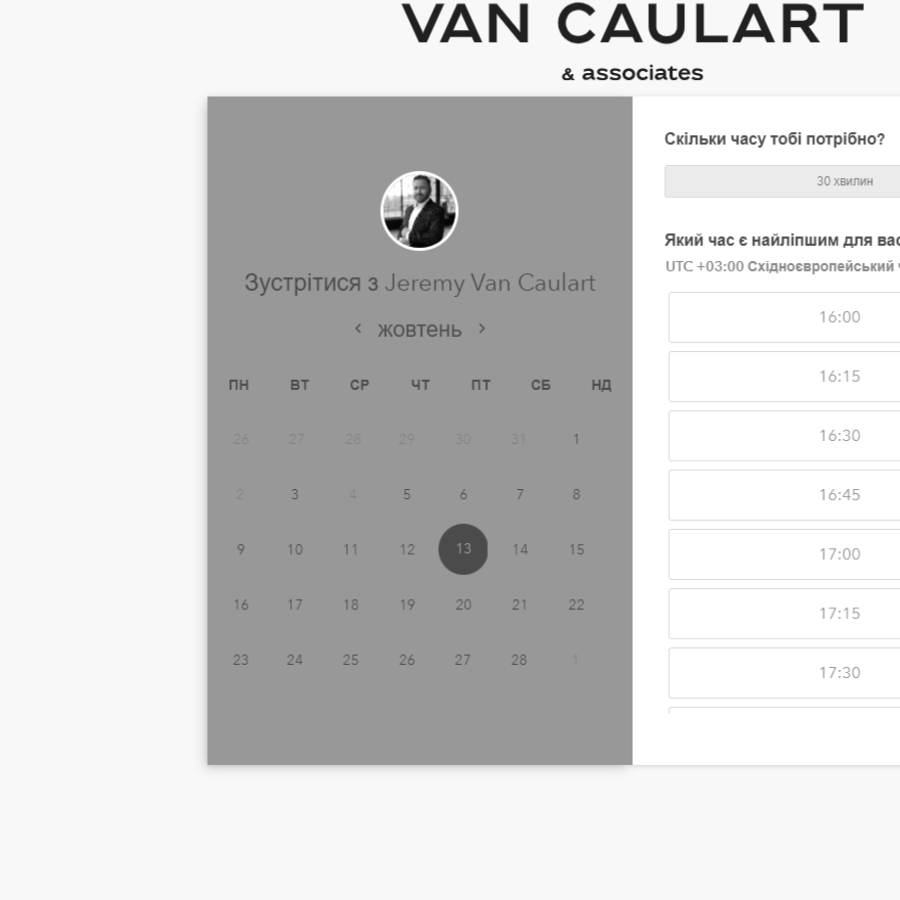 VAN CAULART
& associates
Зустрітися з Jeremy Van Caulart
‹ жовтень ›
ПН ВТ СР ЧТ ПТ СБ НД
26 27 28 29 30 31 1
2 3 4 5 6 7 8
9 10 11 12 13 14 15
16 17 18 19 20 21 22
23 24 25 26 27 28 1
Скільки часу тобі потрібно?
30 хвилин
Який час є найліпшим для вас
UTC +03:00 Східноєвропейський
16:00
16:15
16:30
16:45
17:00
17:15
17:30